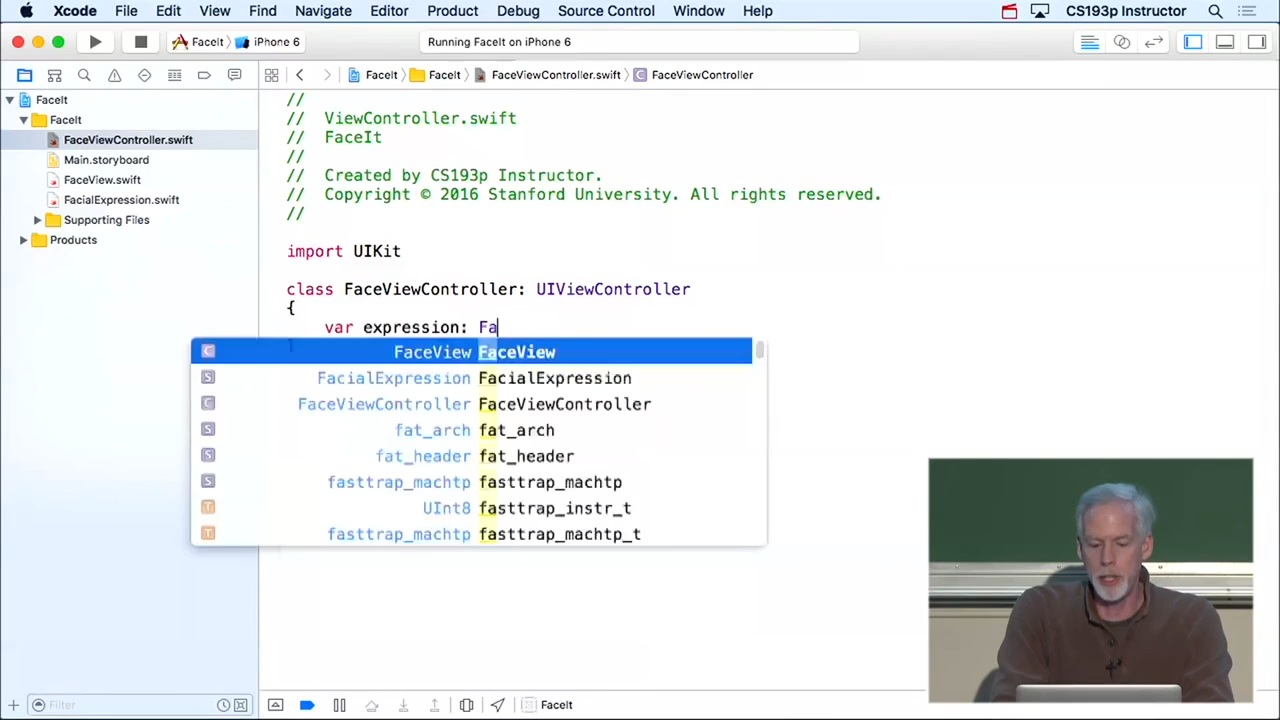 Xcode File Edit View Find Navigate Editor Product Debug Source Control Window Help CS193p Instructor
FaceIt iPhone 6 Running FaceIt on iPhone 6
FaceIt FaceIt FaceViewController.swift FaceViewController
FaceIt
FaceIt
FaceViewController.swift
Main.storyboard
FaceView.swift
FacialExpression.swift
Supporting Files
Products
//
// ViewController.swift
// FaceIt
//
// Created by CS193p Instructor.
// Copyright © 2016 Stanford University. All rights reserved.
//
import UIKit
class FaceViewController: UIViewController
{
var expression: Fa
C FaceView FaceView
S FacialExpression FacialExpression
C FaceViewController FaceViewController
S fat_arch fat_arch
S fat_header fat_header
S fasttrap_machtp fasttrap_machtp
T UInt8 fasttrap_instr_t
T fasttrap_machtp fasttrap_machtp_t
Filter FaceIt